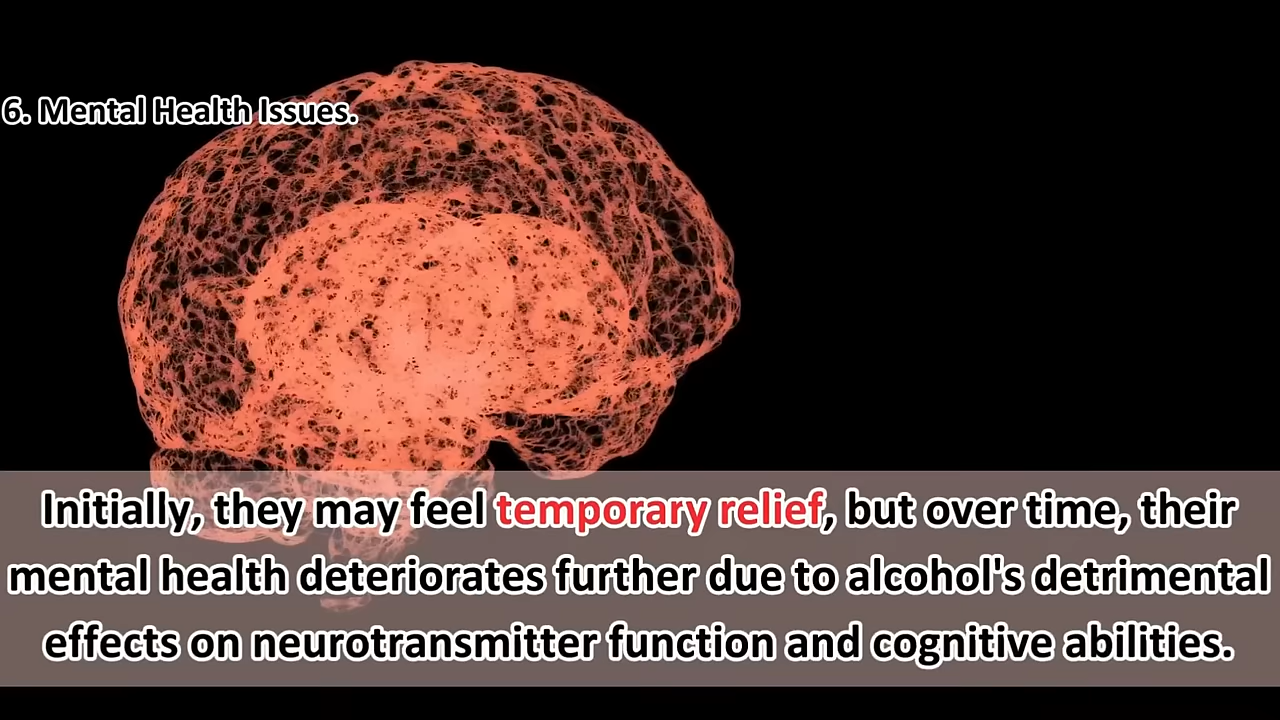 6. Mental Health Issues.
Initially, they may feel temporary relief, but over time, their
mental health deteriorates further due to alcohol's detrimental
effects on neurotransmitter function and cognitive abilities.